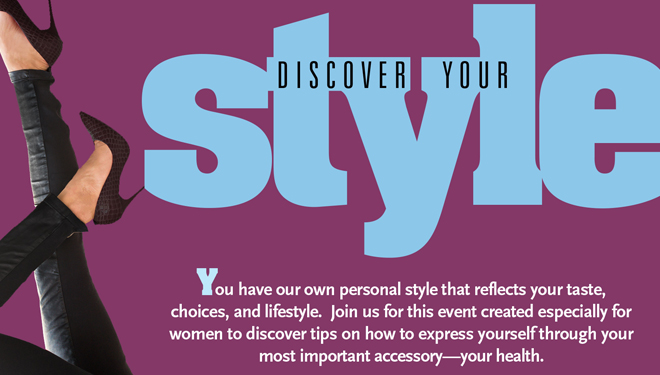 DISCOVER YOUR
style
You have our own personal style that reflects your taste,
choices, and lifestyle.  Join us for this event created especially for
women to discover tips on how to express yourself through your
most important accessory—your health.